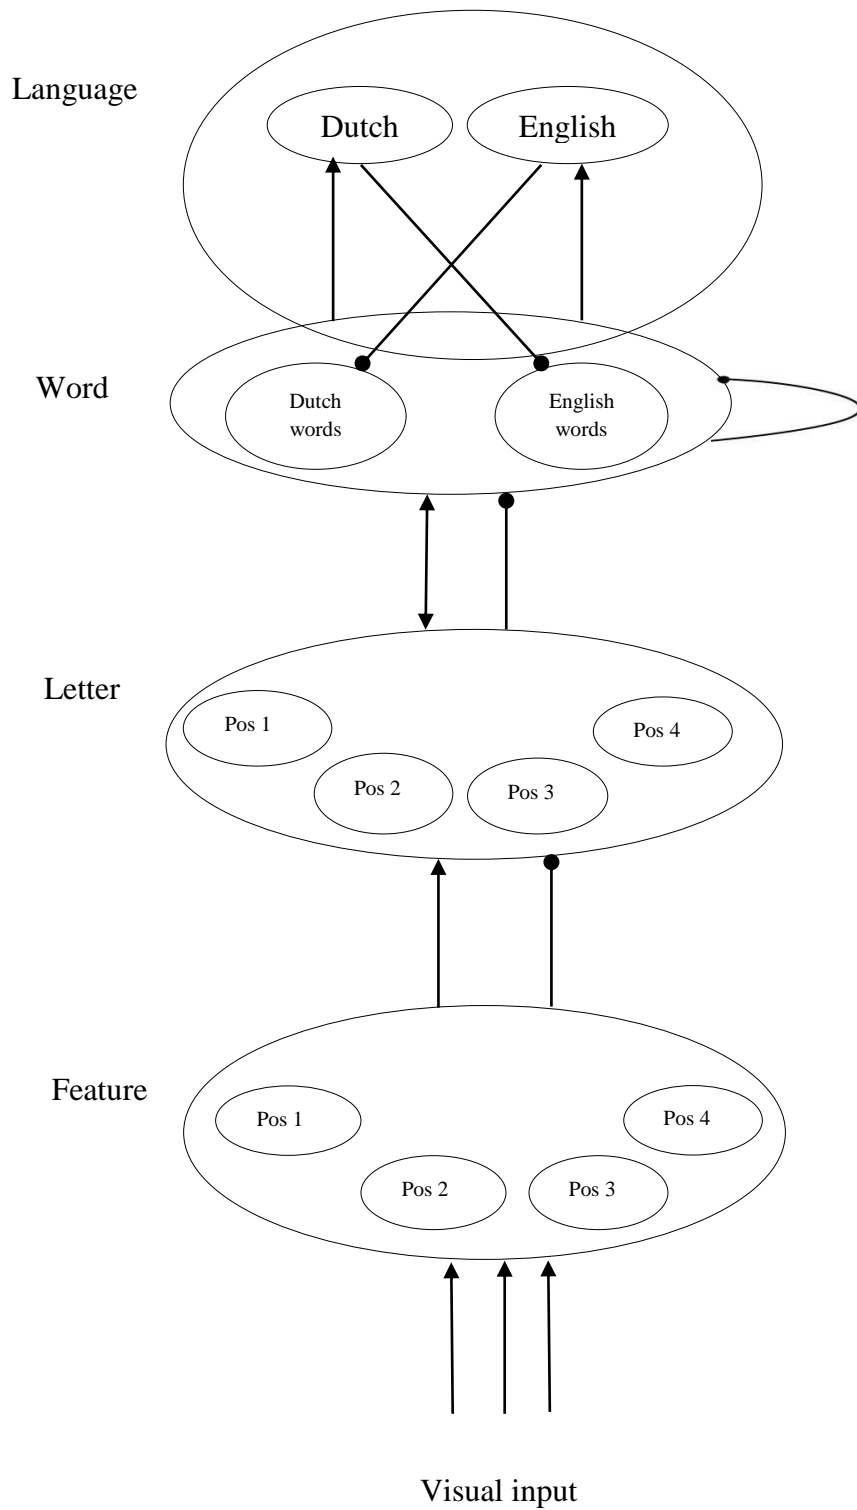 Language
Dutch
English
Word
Dutch
words
English
words
Letter
Pos 1
Pos 2
Pos 3
Pos 4
Feature
Pos 1
Pos 2
Pos 3
Pos 4
Visual input